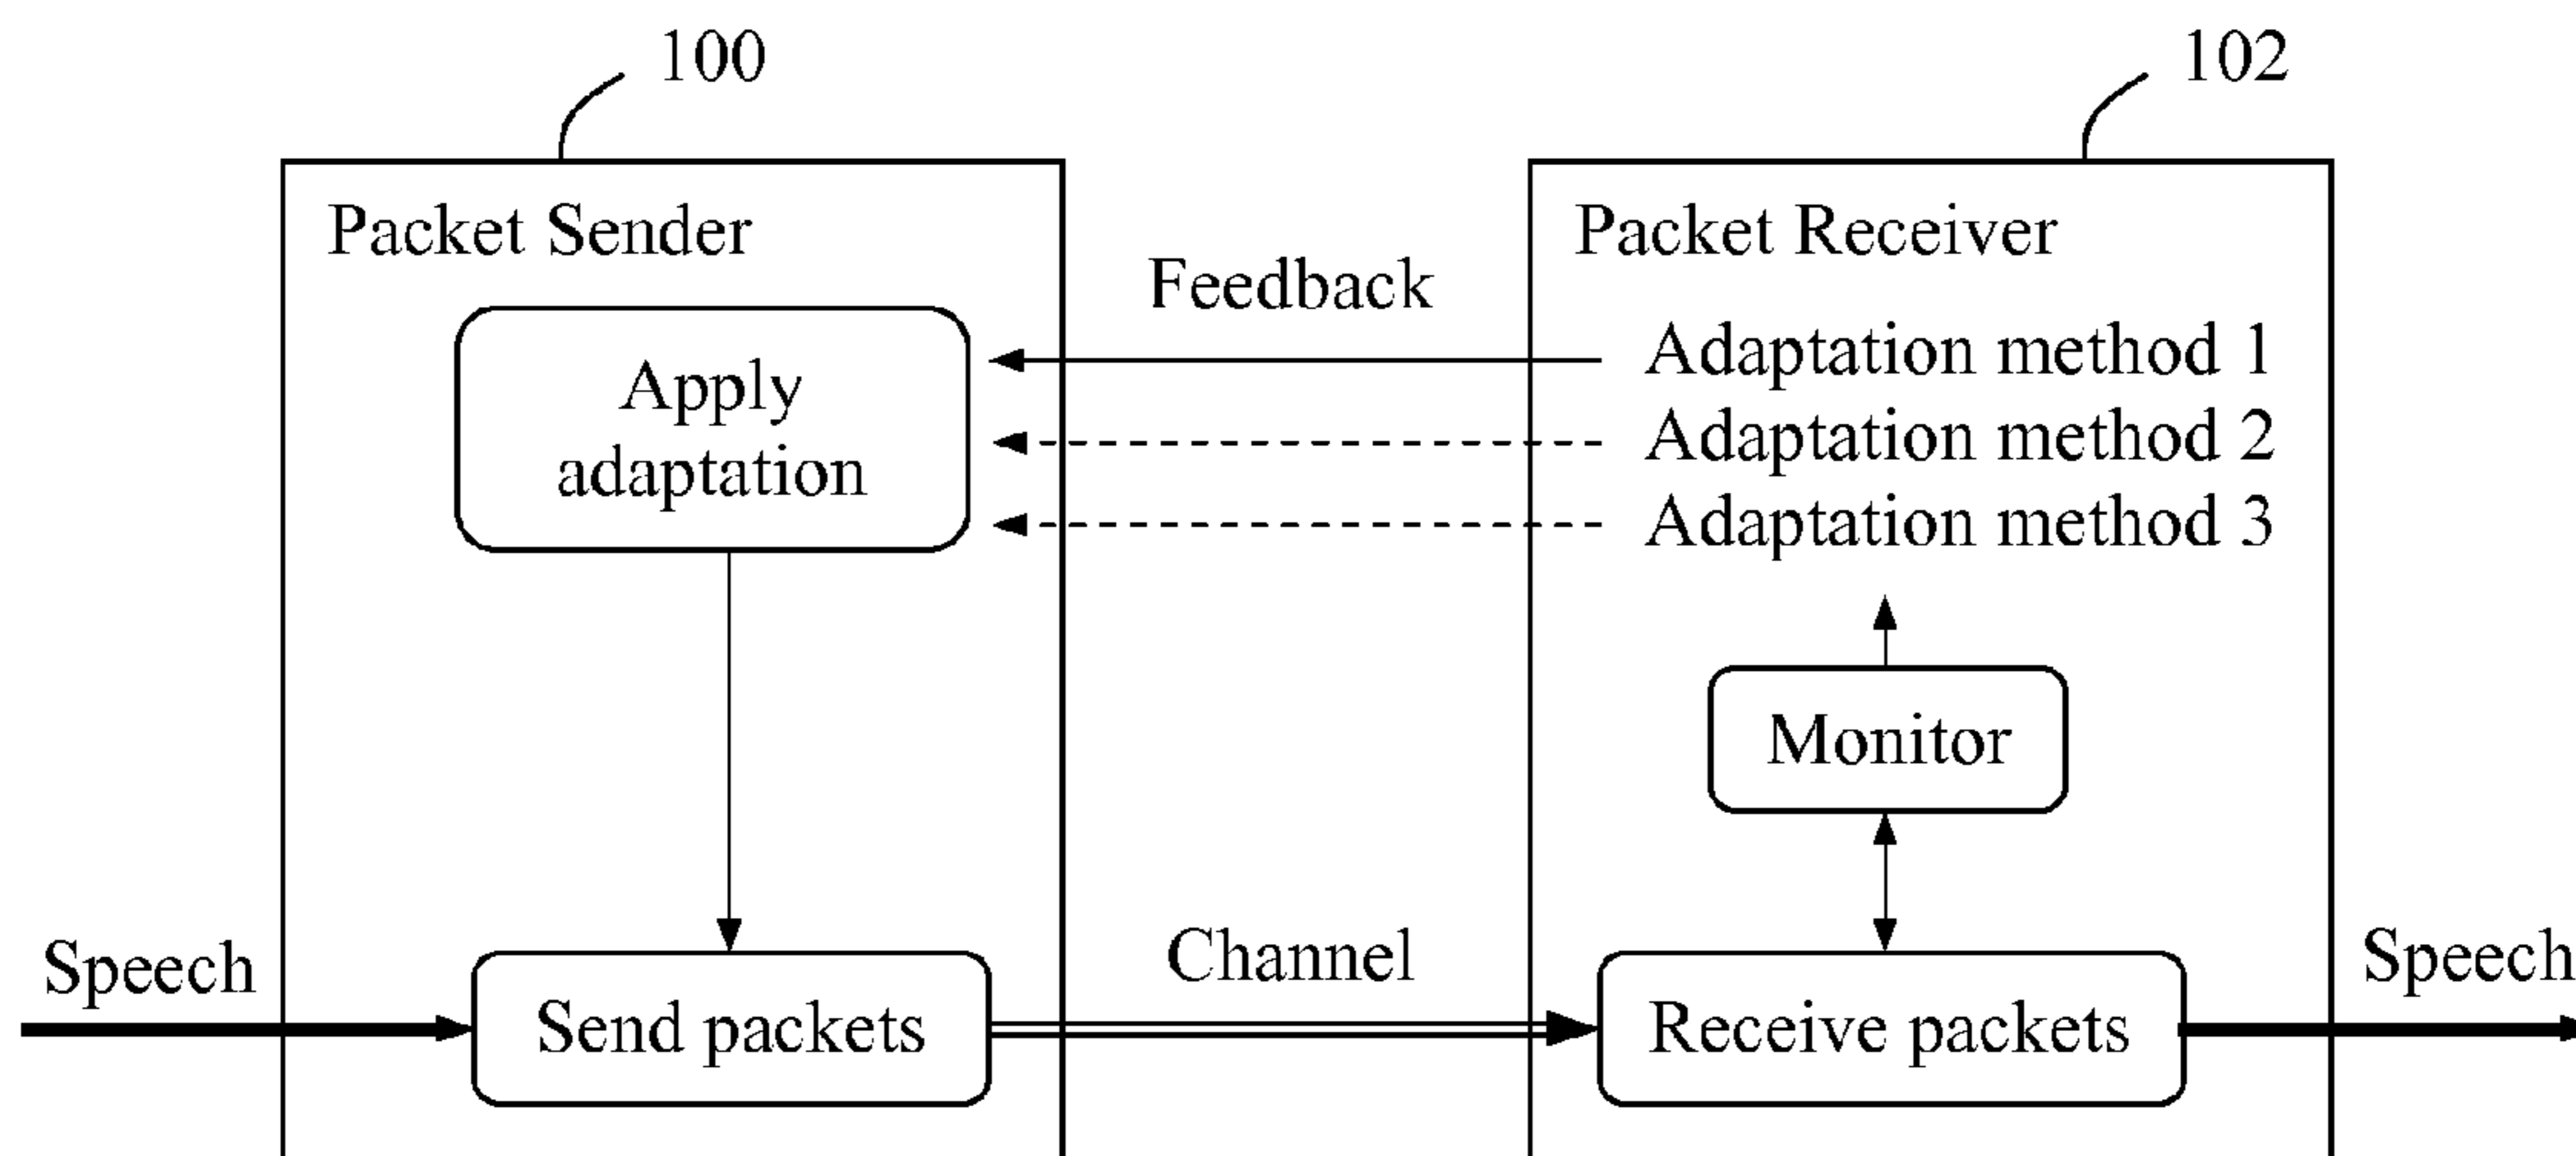 100
102
Packet Sender
Packet Receiver
Feedback
Apply
adaptation
Adaptation method 1
Adaptation method 2
Adaptation method 3
Monitor
Speech
Send packets
Channel
Receive packets
Speech